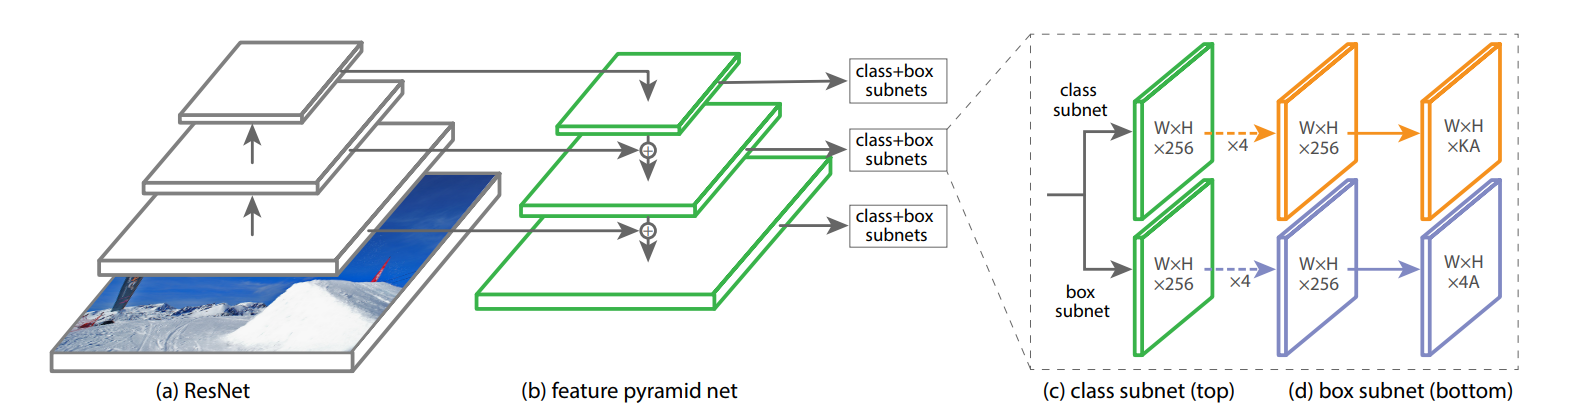 class+box
subnets
class+box
subnets
class+box
subnets
class
subnet
W×H
×256
×4
W×H
×256
W×H
×KA
box
subnet
W×H
×256
×4
W×H
×256
W×H
×4A
(a) ResNet
(b) feature pyramid net
(c) class subnet (top)
(d) box subnet (bottom)